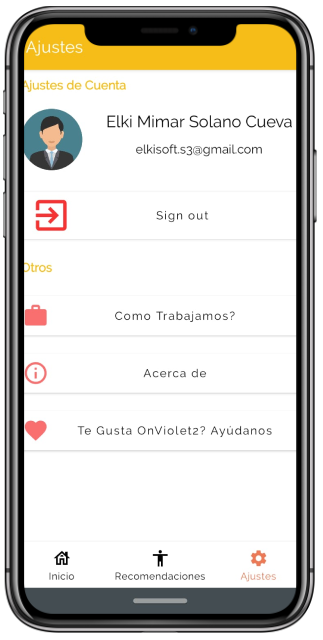 Ajustes
Ajustes de Cuenta
Elki Mimar Solano Cueva
elkisoft.s3@gmail.com
Sign out
Otros
Como Trabajamos?
Acerca de
Te Gusta OnViolet2? Ayúdanos
Inicio
Recomendaciones
Ajustes